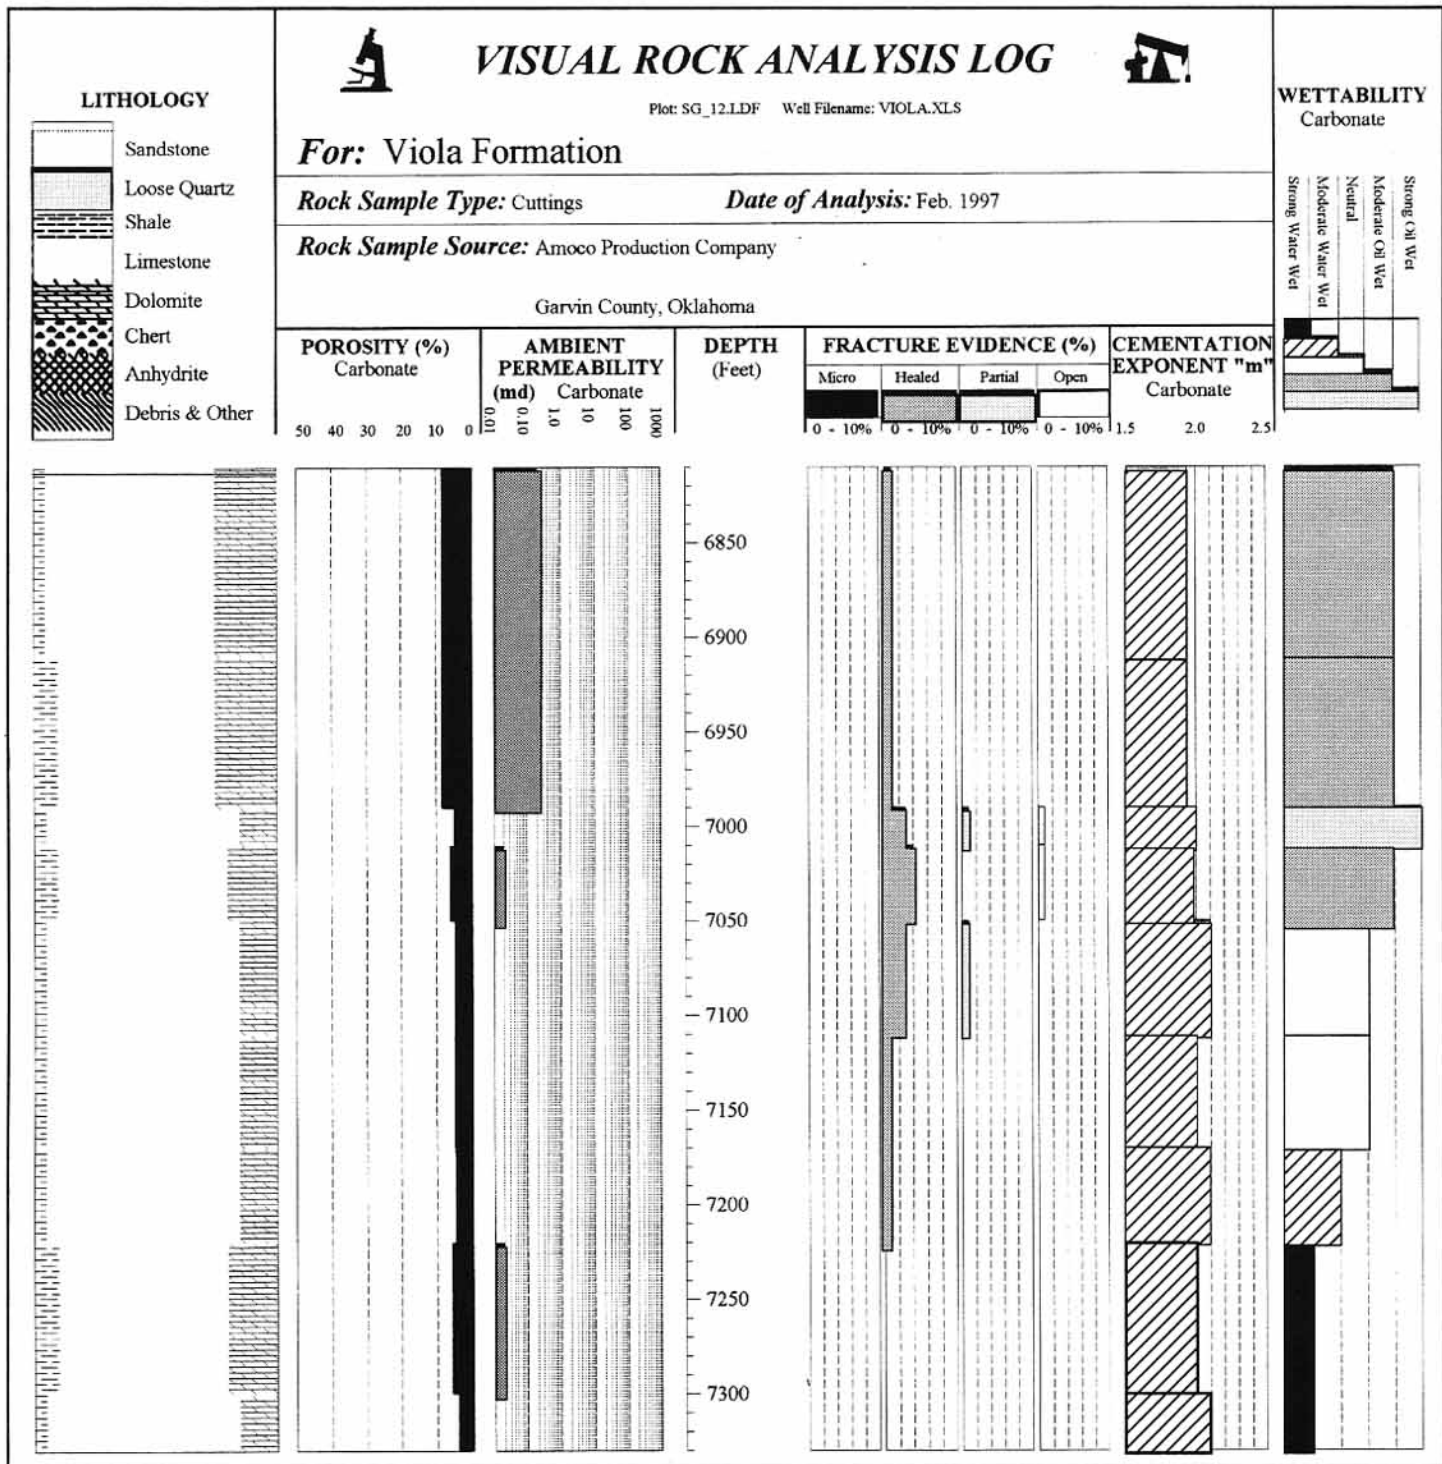 VISUAL ROCK ANALYSIS LOG
Plot: SG_12.LDF Well Filename: VIOLA.XLS
For: Viola Formation
Rock Sample Type: Cuttings Date of Analysis: Feb. 1997
Rock Sample Source: Amoco Production Company
Garvin County, Oklahoma
LITHOLOGY
Sandstone
Loose Quartz
Shale
Limestone
Dolomite
Chert
Anhydrite
Debris & Other
POROSITY (%)
Carbonate
50 40 30 20 10 0
AMBIENT
PERMEABILITY
(md) Carbonate
0.01 0.10 1.0 10 100 1000
DEPTH
(Feet)
FRACTURE EVIDENCE (%)
Micro Healed Partial Open
0 - 10% 0 - 10% 0 - 10% 0 - 10%
CEMENTATION
EXPONENT "m"
Carbonate
1.5 2.0 2.5
WETTABILITY
Carbonate
Strong Water Wet
Moderate Water Wet
Neutral
Moderate Oil Wet
Strong Oil Wet
6850
6900
6950
7000
7050
7100
7150
7200
7250
7300